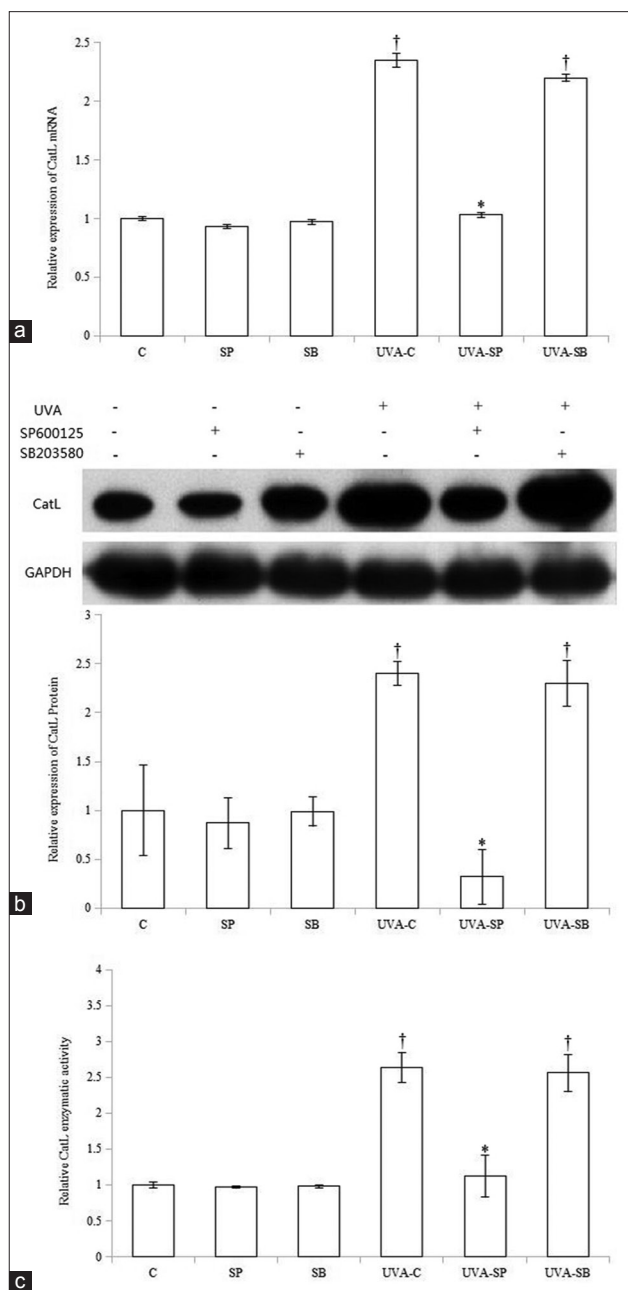 Relative expression of CatL mRNA
2.5
2
1.5
1
0.5
0
† * †
C SP SB UVA-C UVA-SP UVA-SB
a
UVA - - - + + +
SP600125 - + - - + -
SB203580 - - + - - +
CatL
GAPDH
Relative expression of CatL Protein
3
2.5
2
1.5
1
0.5
0
† * †
C SP SB UVA-C UVA-SP UVA-SB
b
Relative CatL enzymatic activity
4
3.5
3
2.5
2
1.5
1
0.5
0
† * †
C SP SB UVA-C UVA-SP UVA-SB
c